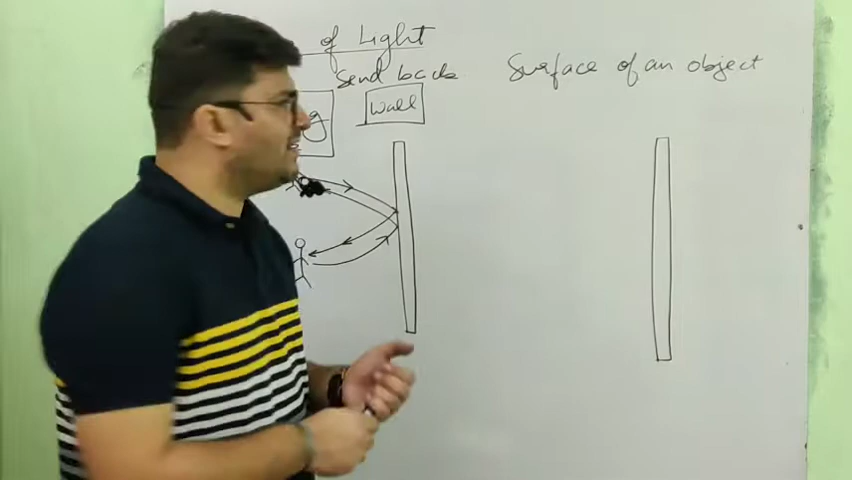 of Light
Send back
g
Wall
Surface of an object